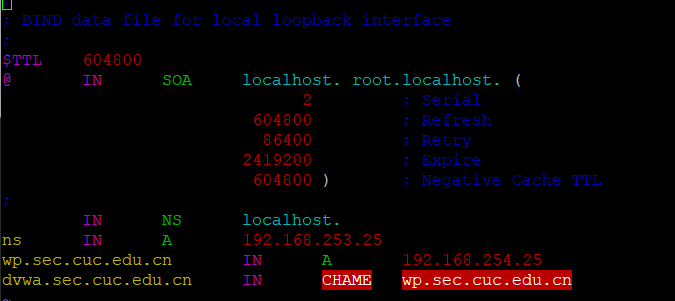 ;
; BIND data file for local loopback interface
;
$TTL 604800
@ IN SOA localhost. root.localhost. (
2 ; Serial
604800 ; Refresh
86400 ; Retry
2419200 ; Expire
604800 ) ; Negative Cache TTL
;
IN NS localhost.
ns IN A 192.168.253.25
wp.sec.cuc.edu.cn IN A 192.168.254.25
dvwa.sec.cuc.edu.cn IN CHAME wp.sec.cuc.edu.cn